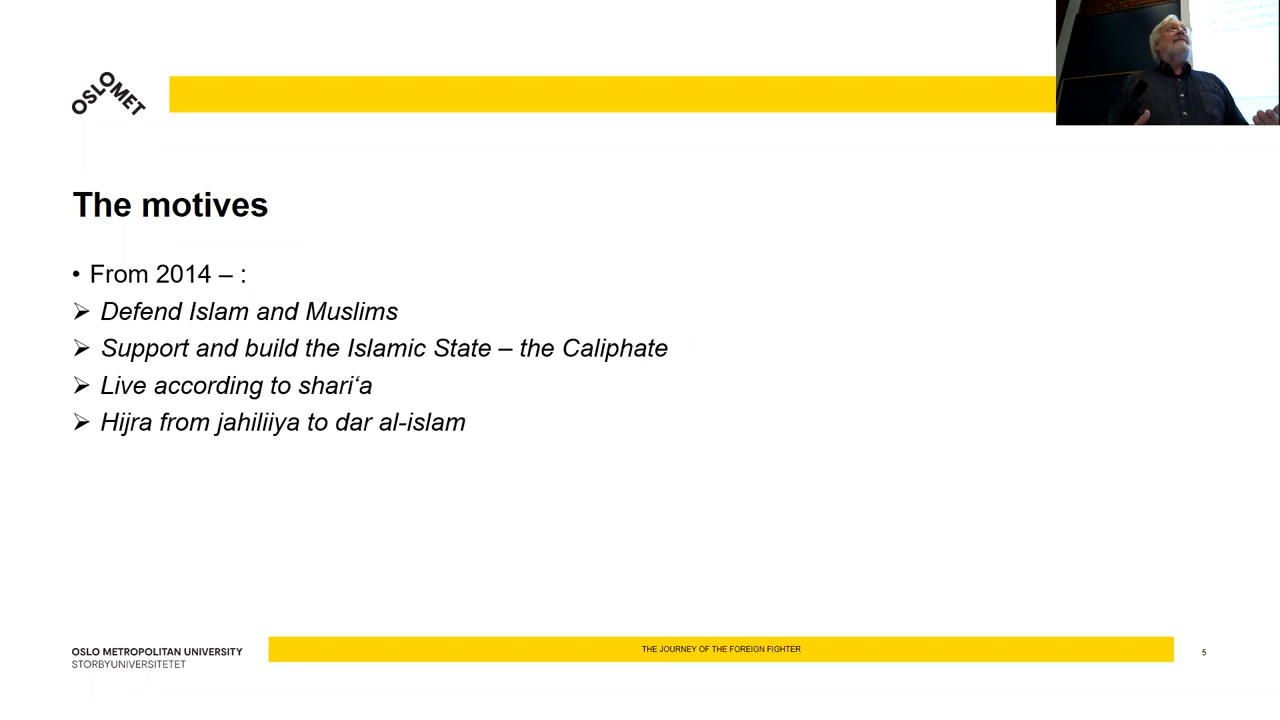 OSLOMET
The motives
• From 2014 – :
➢ Defend Islam and Muslims
➢ Support and build the Islamic State – the Caliphate
➢ Live according to shari‘a
➢ Hijra from jahiliiya to dar al-islam
OSLO METROPOLITAN UNIVERSITY
STORBYUNIVERSITETET
THE JOURNEY OF THE FOREIGN FIGHTER
5